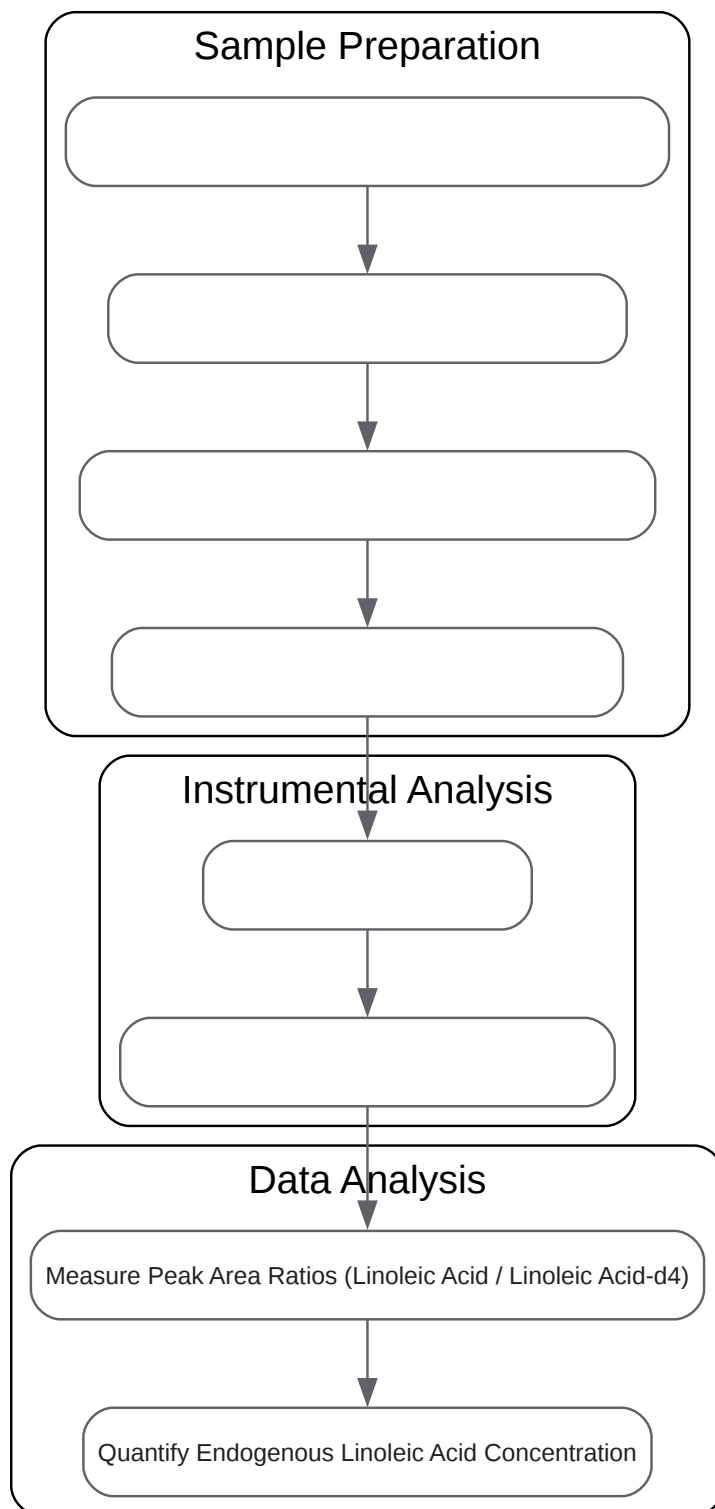 Sample Preparation
Instrumental Analysis
Data Analysis
Measure Peak Area Ratios (Linoleic Acid / Linoleic Acid-d4)
Quantify Endogenous Linoleic Acid Concentration